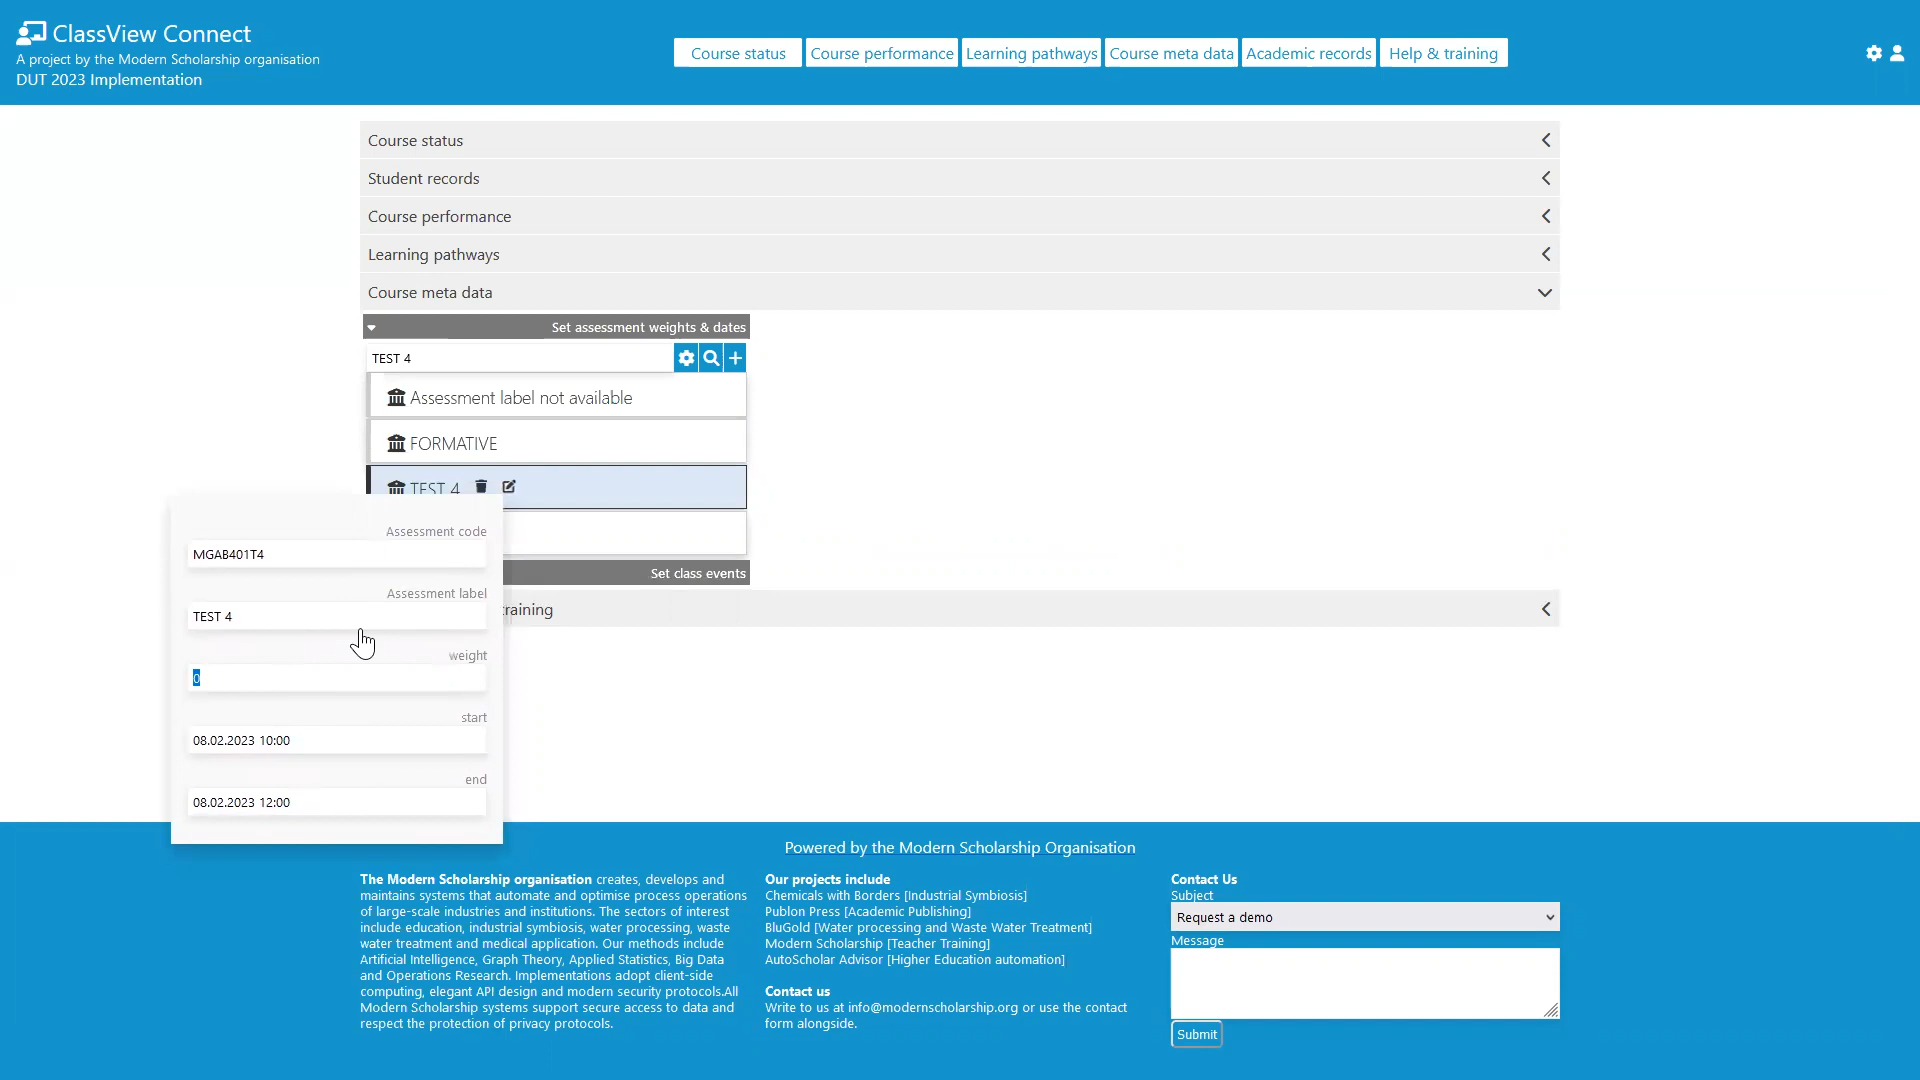 ClassView Connect
A project by the Modern Scholarship organisation
DUT 2023 Implementation
Course status
Course performance
Learning pathways
Course meta data
Academic records
Help & training
Course status
Student records
Course performance
Learning pathways
Course meta data
Set assessment weights & dates
TEST 4
Assessment label not available
FORMATIVE
TEST 4
Assessment code
MGAB401T4
Set class events
Assessment label
training
TEST 4
weight
0
start
08.02.2023 10:00
end
08.02.2023 12:00
Powered by the Modern Scholarship Organisation
The Modern Scholarship organisation creates, develops and
maintains systems that automate and optimise process operations
of large-scale industries and institutions. The sectors of interest
include education, industrial symbiosis, water processing, waste
water treatment and medical application. Our methods include
Artificial Intelligence, Graph Theory, Applied Statistics, Big Data
and Operations Research. Implementations adopt client-side
computing, elegant API design and modern security protocols.All
Modern Scholarship systems support secure access to data and
respect the protection of privacy protocols.
Our projects include
Chemicals with Borders [Industrial Symbiosis]
Publon Press [Academic Publishing]
BluGold [Water processing and Waste Water Treatment]
Modern Scholarship [Teacher Training]
AutoScholar Advisor [Higher Education automation]
Contact us
Write to us at info@modernscholarship.org or use the contact
form alongside.
Contact Us
Subject
Request a demo
Message
Submit